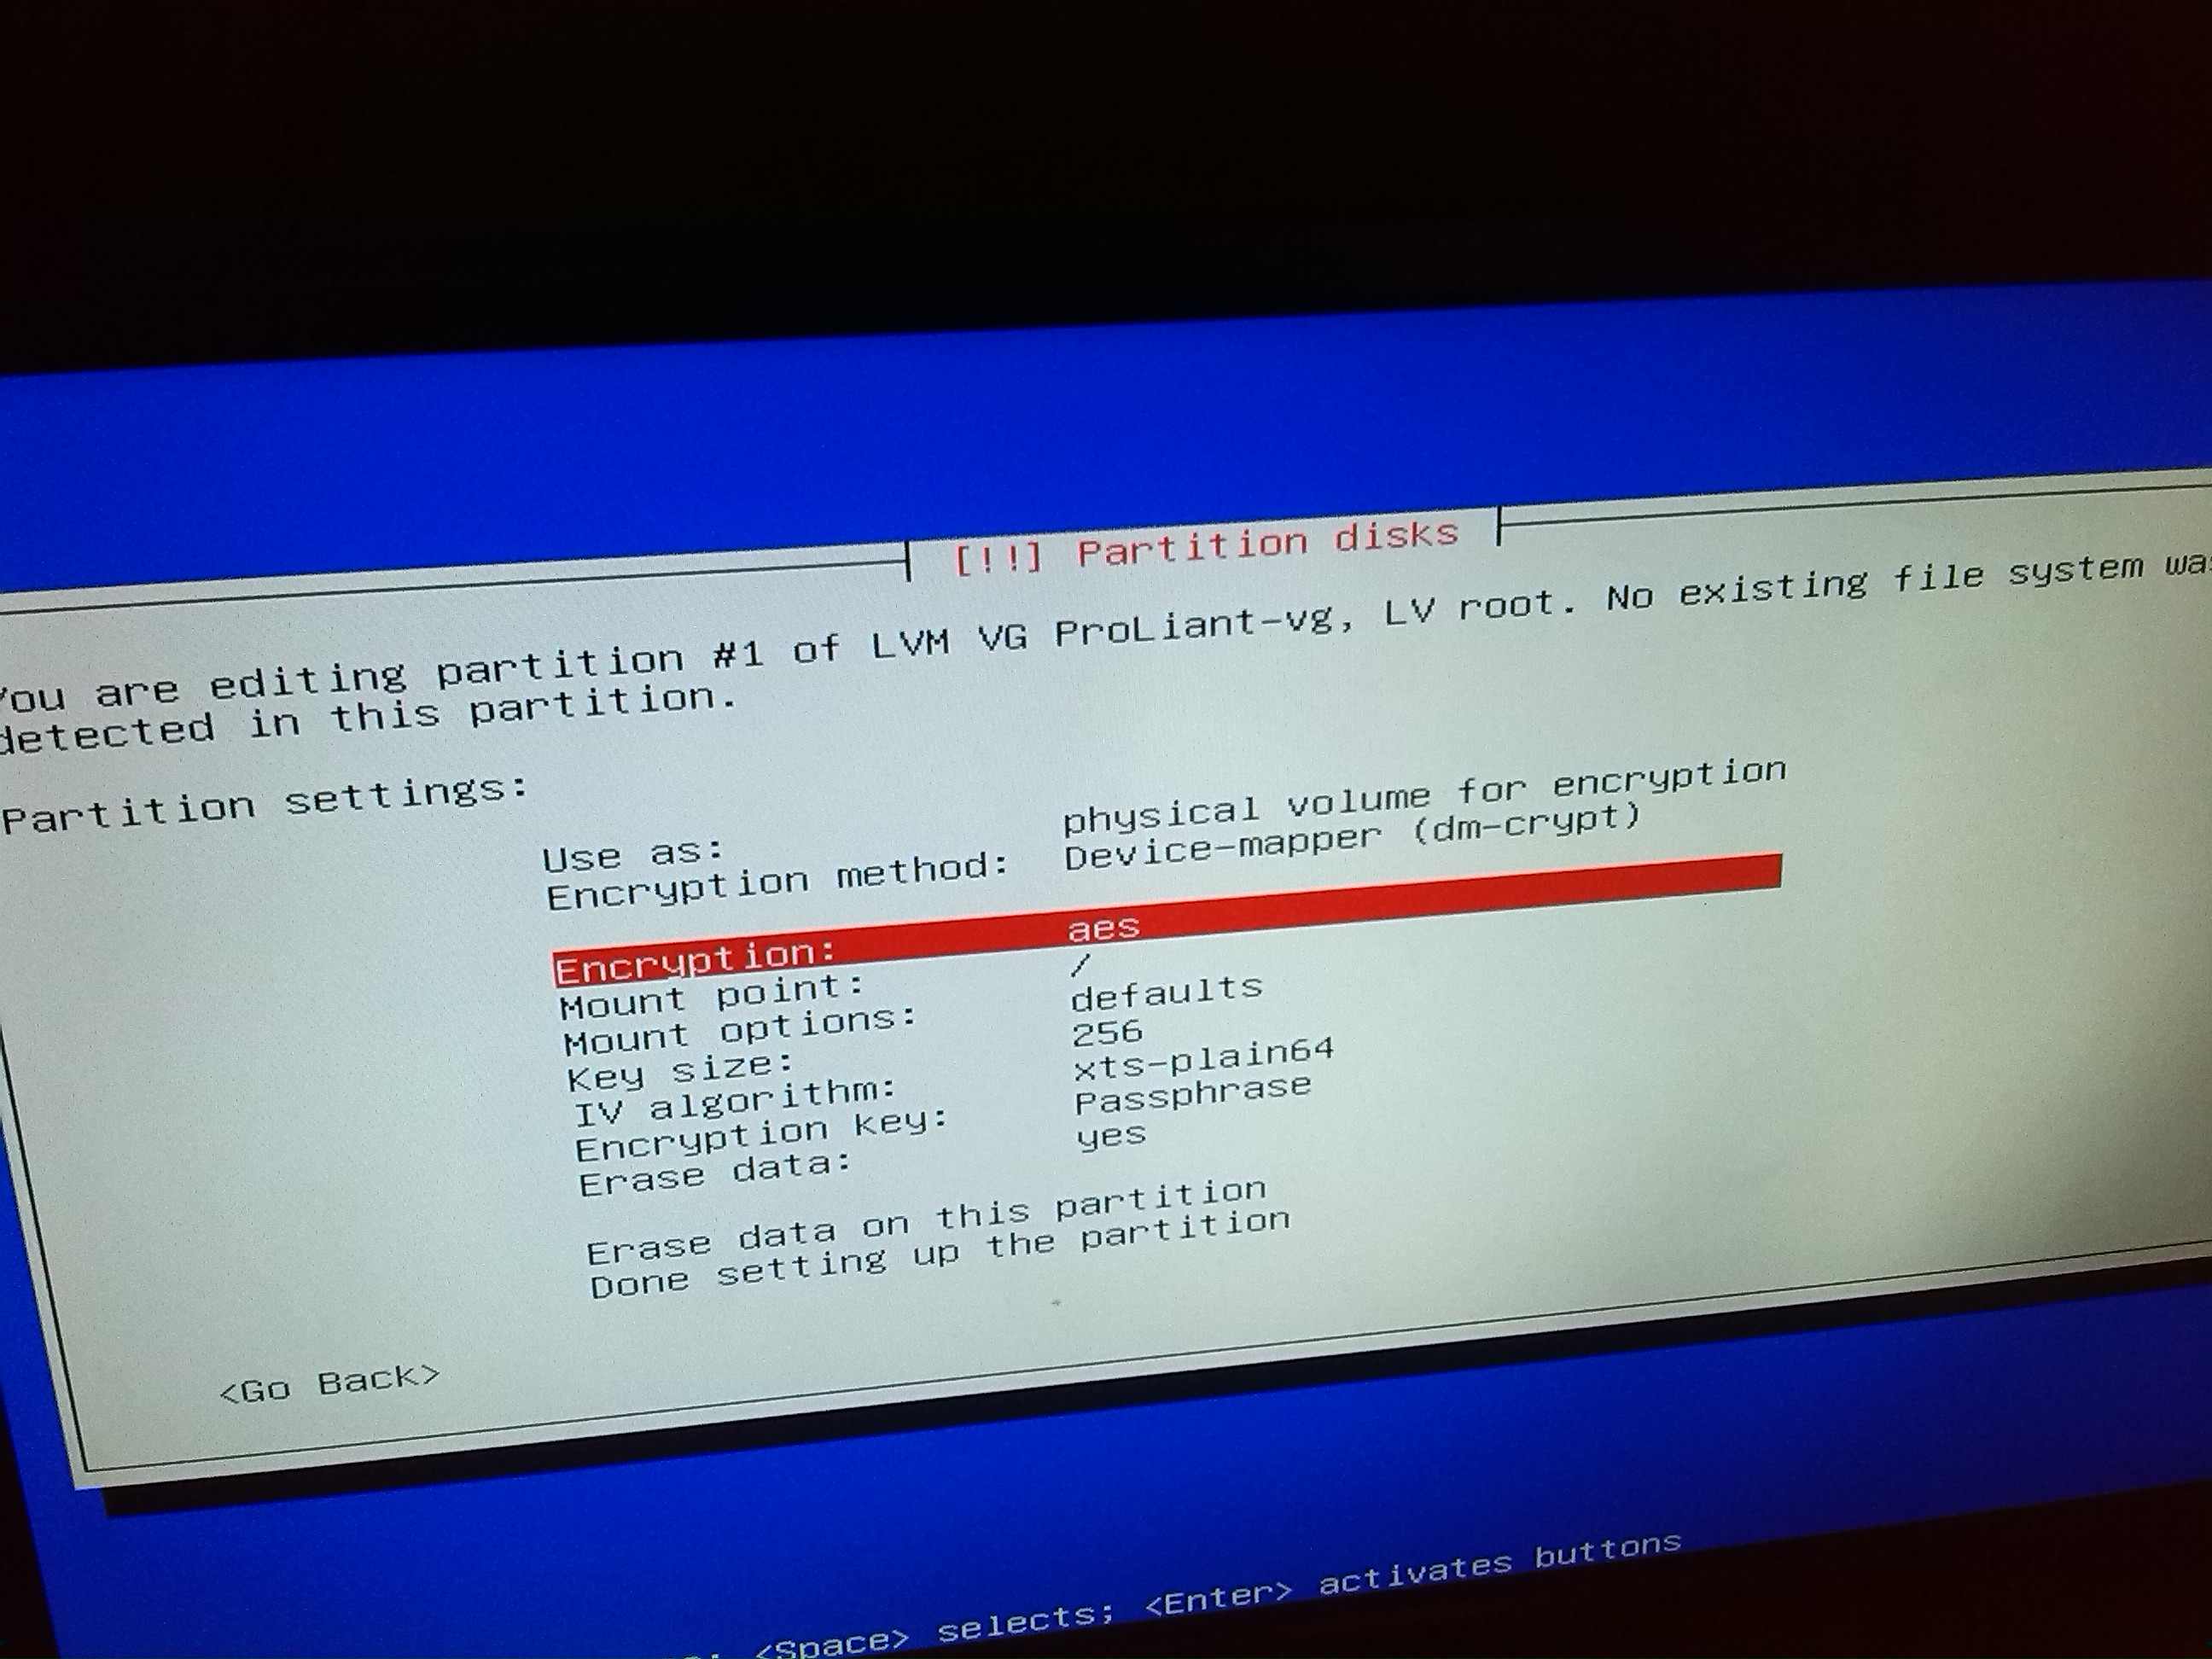 [!!] Partition disks
You are editing partition #1 of LVM VG ProLiant-vg, LV root. No existing file system
detected in this partition.
Partition settings:
Use as: physical volume for encryption
Encryption method: Device-mapper (dm-crypt)
Encryption: aes
Mount point: /
Mount options: defaults
Key size: 256
IV algorithm: xts-plain64
Encryption key: Passphrase
Erase data: yes
Erase data on this partition
Done setting up the partition
<Go Back>
<Space> selects; <Enter> activates buttons